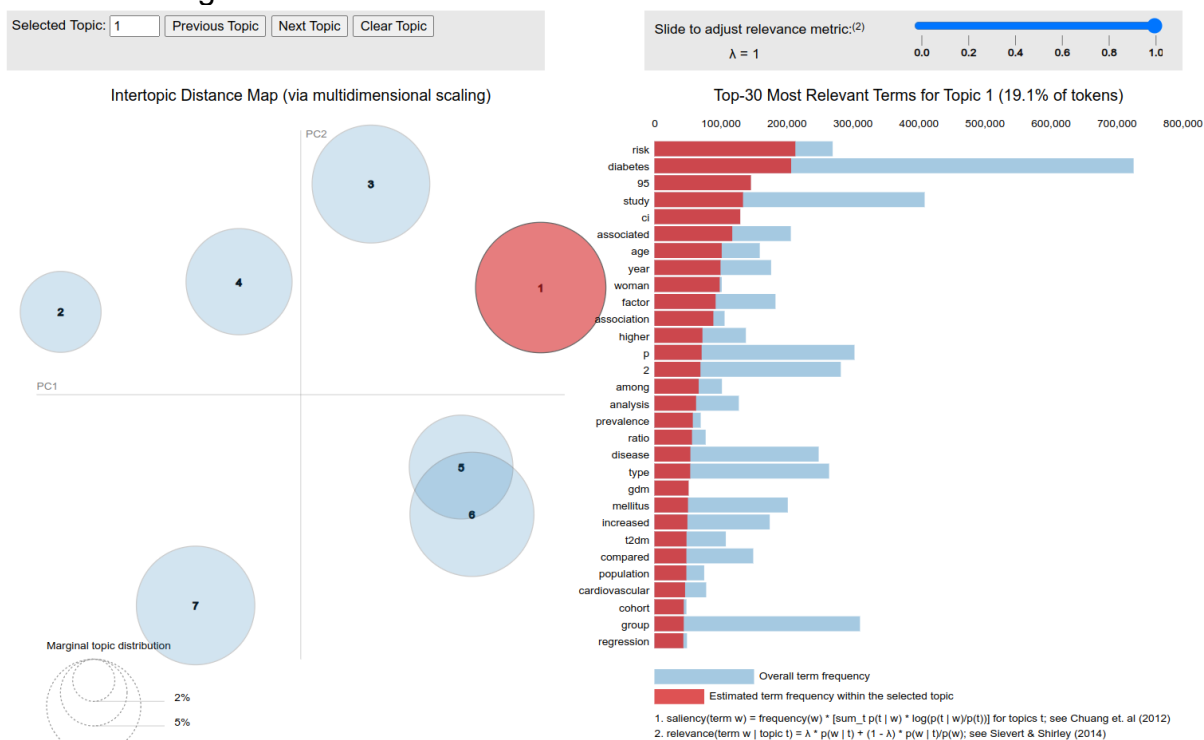 Selected Topic: 1 Previous Topic Next Topic Clear Topic
Slide to adjust relevance metric:(2)
λ = 1
0.0 0.2 0.4 0.6 0.8 1.0
Intertopic Distance Map (via multidimensional scaling)
PC2
PC1
3
1
4
2
5
6
7
Marginal topic distribution
2%
5%
Top-30 Most Relevant Terms for Topic 1 (19.1% of tokens)
0 100,000 200,000 300,000 400,000 500,000 600,000 700,000 800,000
risk
diabetes
95
study
ci
associated
age
year
woman
factor
association
higher
p
2
among
analysis
prevalence
ratio
disease
type
gdm
mellitus
increased
t2dm
compared
population
cardiovascular
cohort
group
regression
Overall term frequency
Estimated term frequency within the selected topic
1. saliency(term w) = frequency(w) * [sum_t p(t | w) * log(p(t | w)/p(t))] for topics t; see Chuang et. al (2012)
2. relevance(term w | topic t) = λ * p(w | t) + (1 - λ) * p(w | t)/p(w); see Sievert & Shirley (2014)